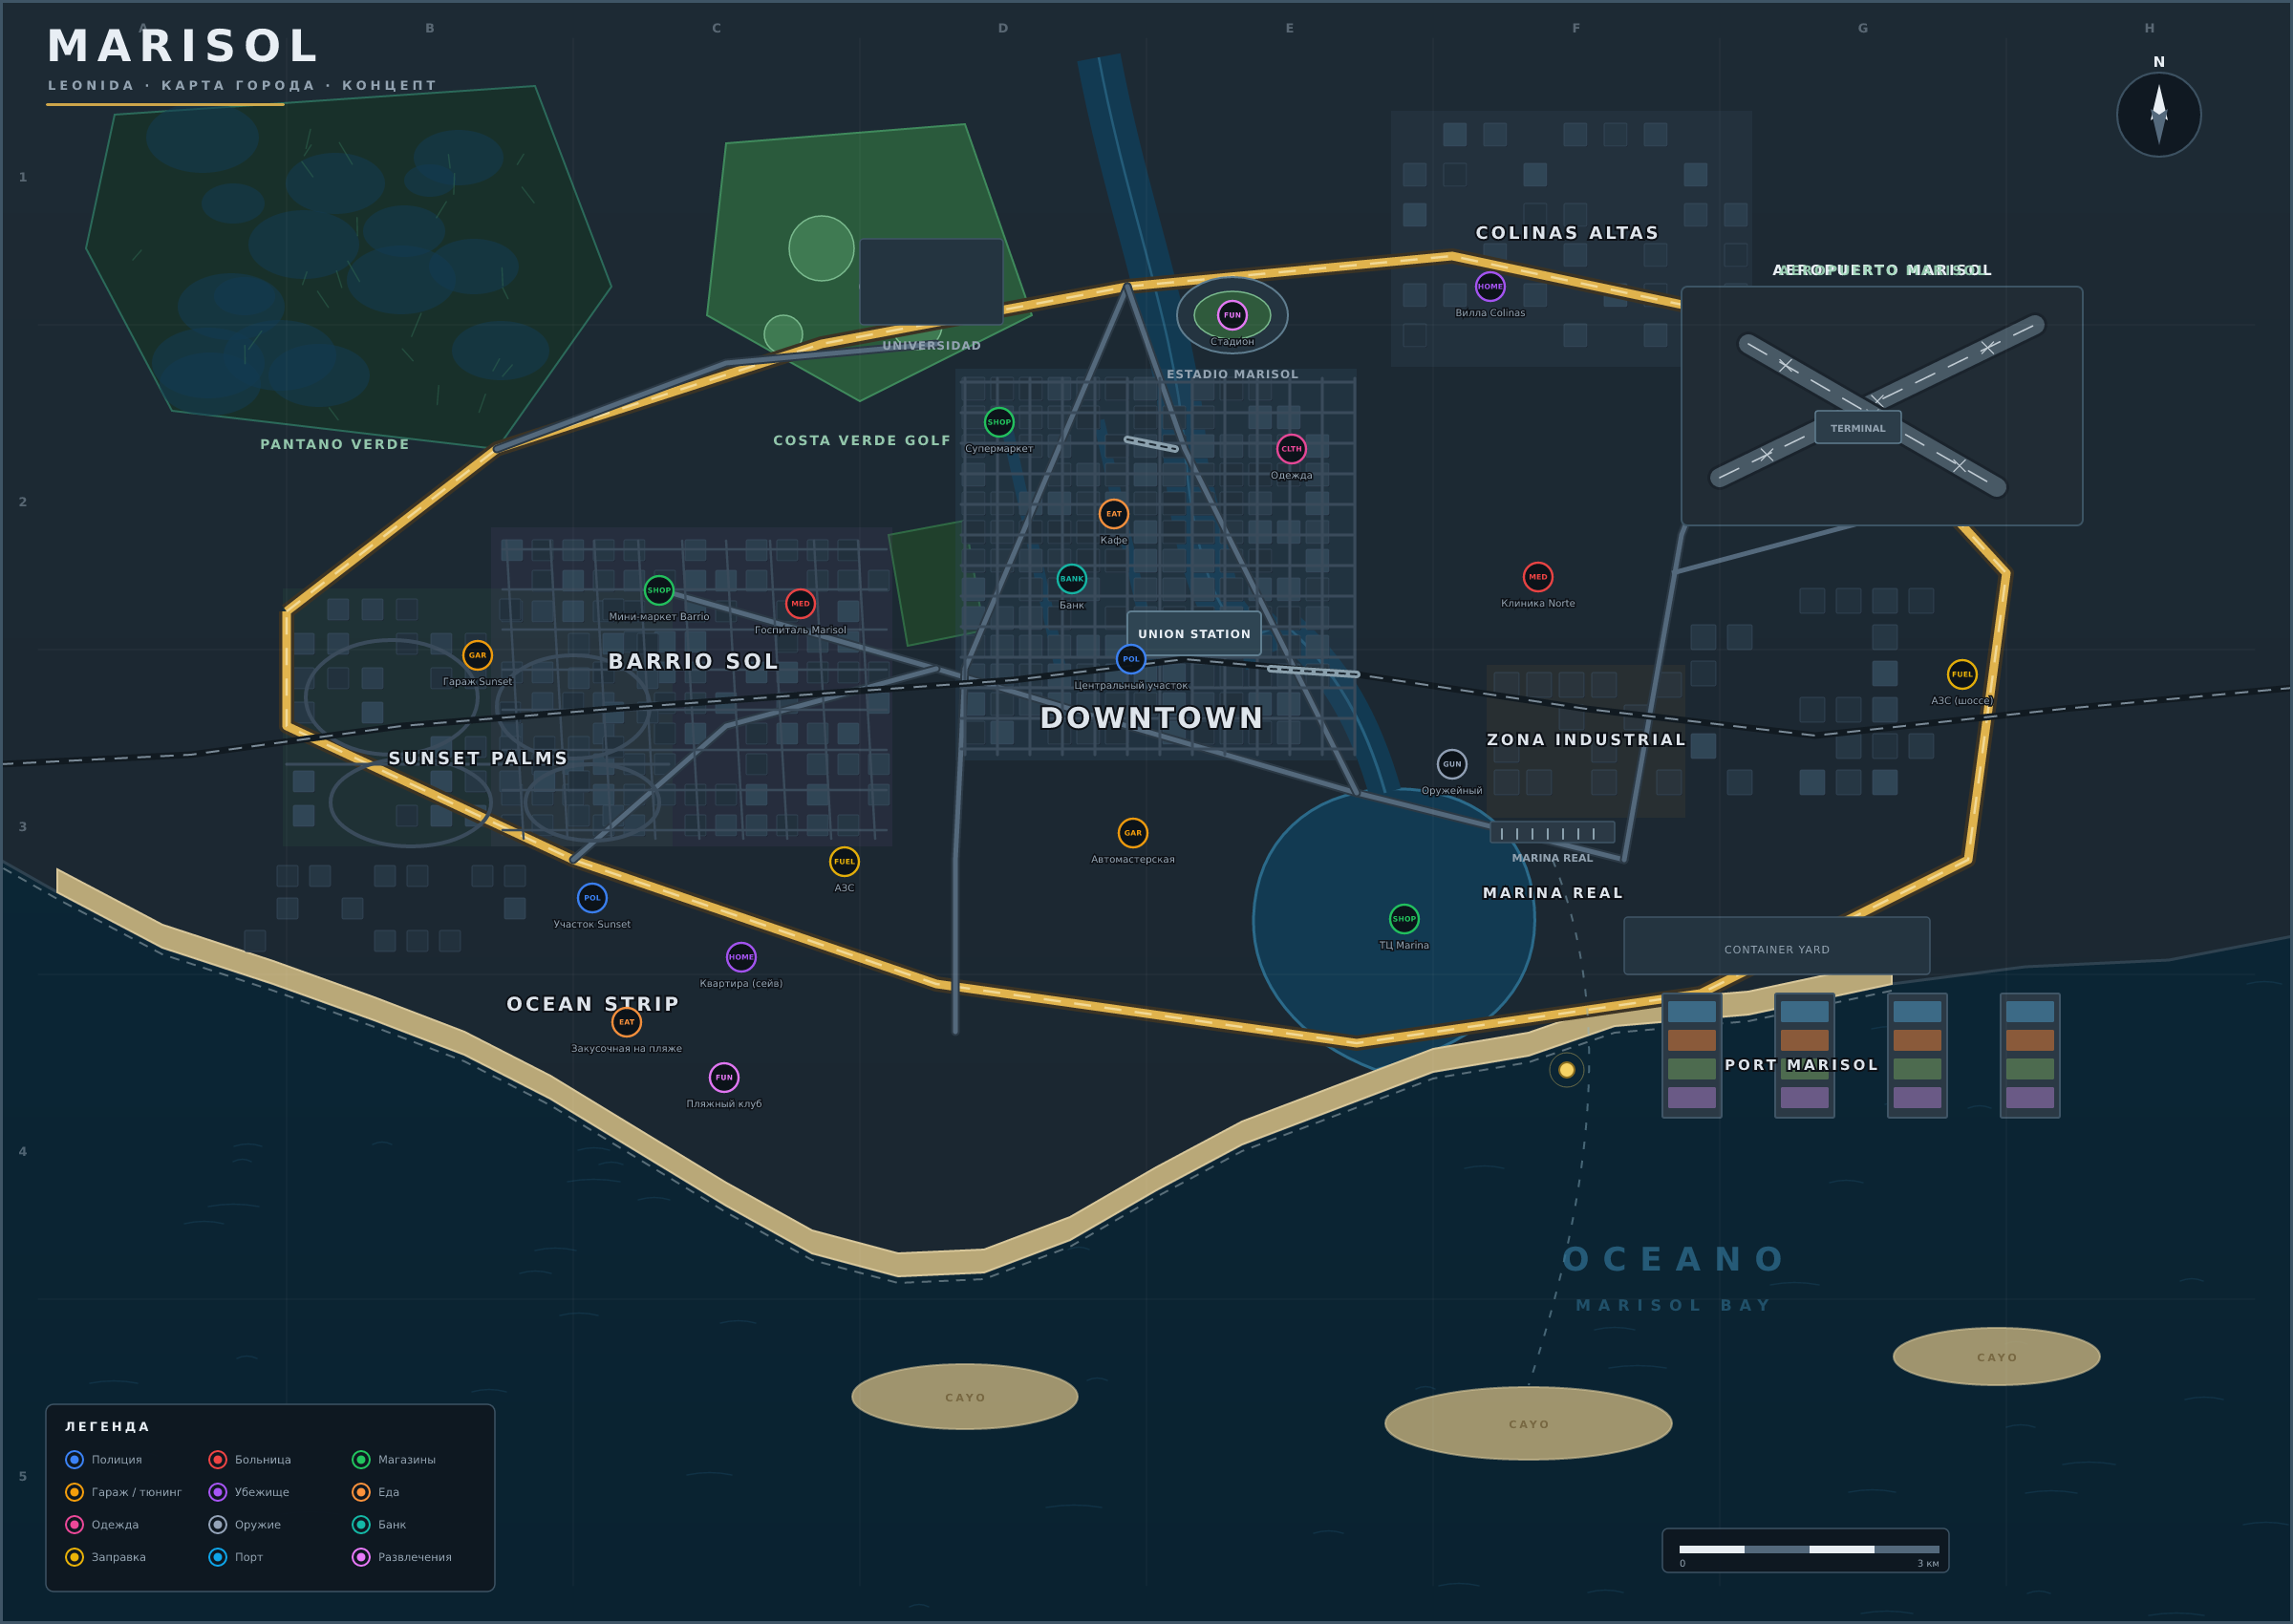 A
B
C
D
E
F
G
H
MARISOL
LEONIDA · КАРТА ГОРОДА · КОНЦЕПТ
N
1
COLINAS ALTAS
AEROPUERTO MARISOL
HOME
Вилла Colinas
FUN
Стадион
UNIVERSIDAD
ESTADIO MARISOL
SHOP
Супермаркет
TERMINAL
PANTANO VERDE
COSTA VERDE GOLF
CLTH
Одежда
2
EAT
Кафе
BANK
Банк
MED
Клиника Norte
SHOP
Мини-маркет Barrio
MED
Госпиталь Marisol
UNION STATION
GAR
Гараж Sunset
BARRIO SOL
POL
Центральный участок
FUEL
АЗС (шоссе)
DOWNTOWN
ZONA INDUSTRIAL
SUNSET PALMS
GUN
Оружейный
3
GAR
Автомастерская
MARINA REAL
FUEL
АЗС
MARINA REAL
POL
Участок Sunset
SHOP
ТЦ Marina
CONTAINER YARD
HOME
Квартира (сейв)
OCEAN STRIP
EAT
Закусочная на пляже
PORT MARISOL
FUN
Пляжный клуб
4
OCEANO
MARISOL BAY
CAYO
CAYO
CAYO
5
ЛЕГЕНДА
Полиция
Больница
Магазины
Гараж / тюнинг
Убежище
Еда
Одежда
Оружие
Банк
Заправка
Порт
Развлечения
0
3 км